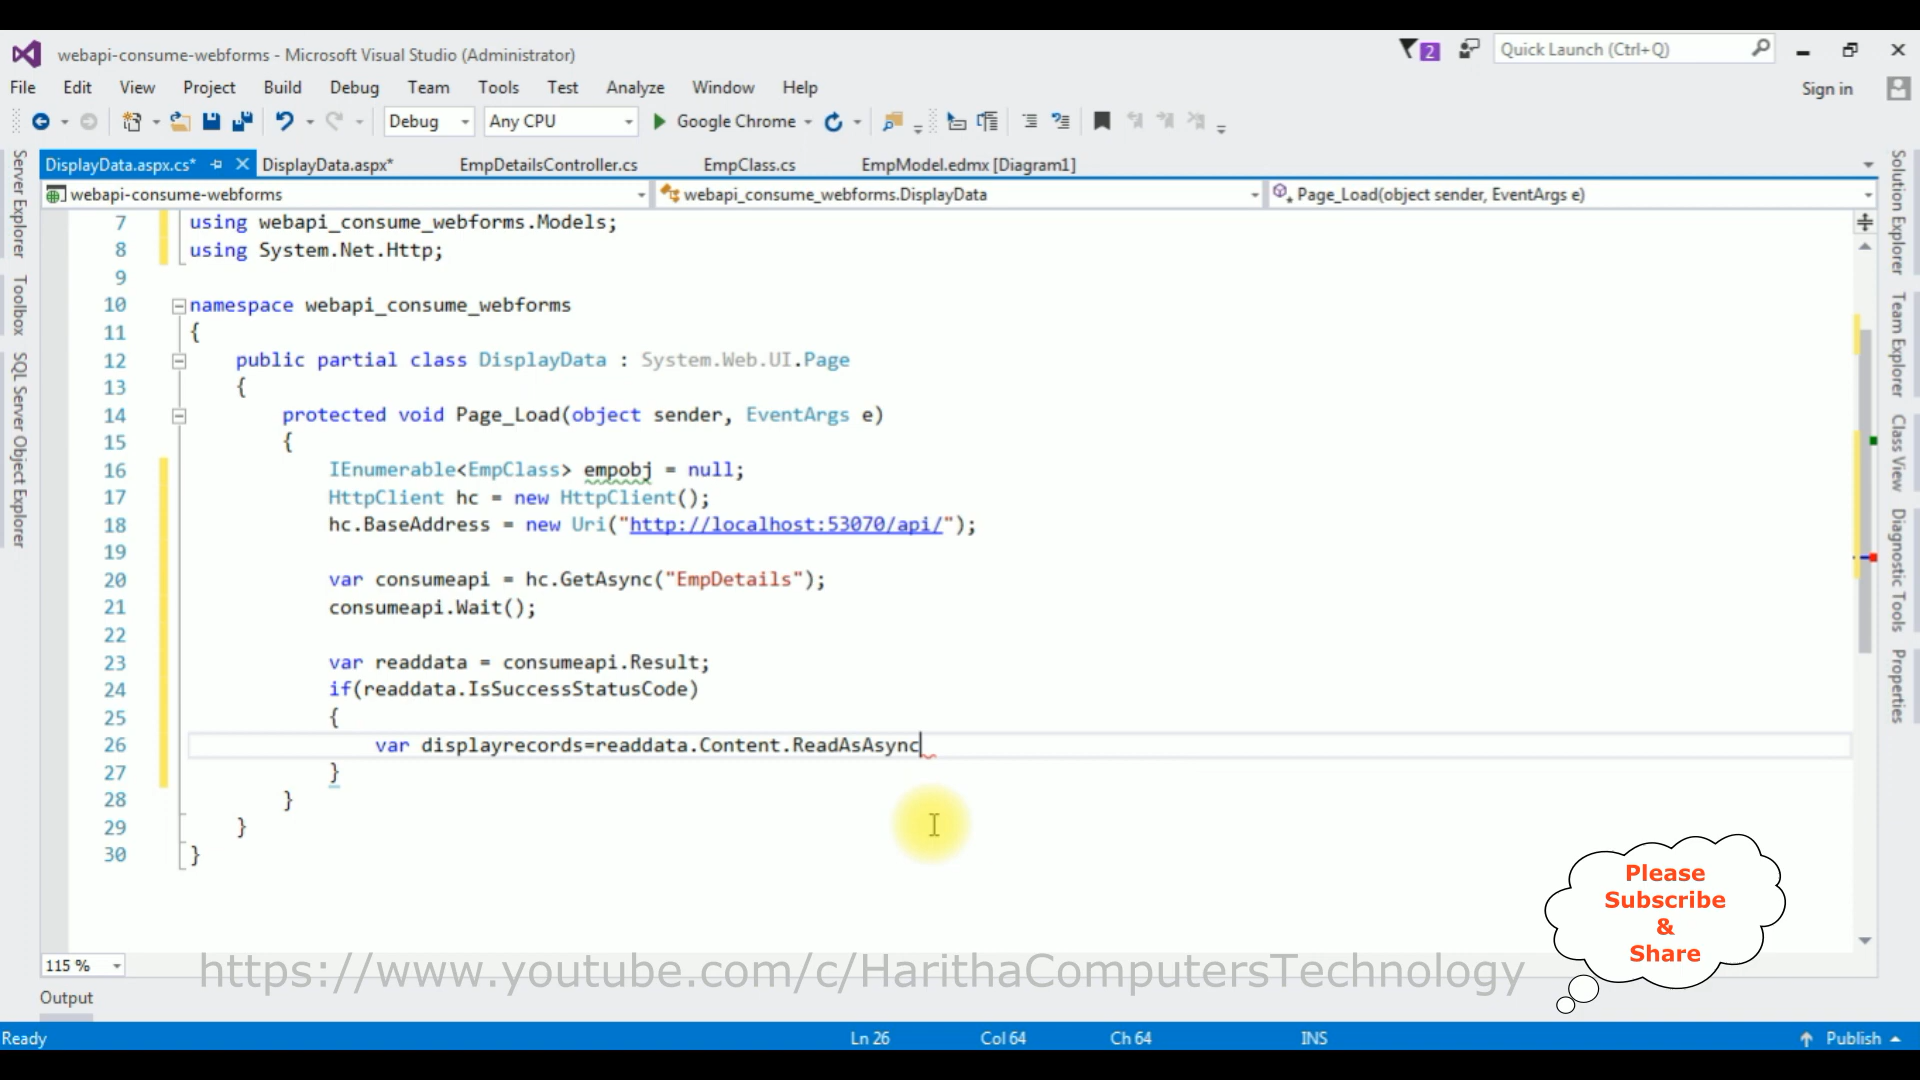 webapi-consume-webforms - Microsoft Visual Studio (Administrator)
2
Quick Launch (Ctrl+Q)
File Edit View Project Build Debug Team Tools Test Analyze Window Help
Sign in
Debug Any CPU Google Chrome
DisplayData.aspx.cs* DisplayData.aspx* EmpDetailsController.cs EmpClass.cs EmpModel.edmx [Diagram1]
webapi-consume-webforms webapi_consume_webforms.DisplayData Page_Load(object sender, EventArgs e)
Server Explorer
Toolbox
SQL Server Object Explorer
7 using webapi_consume_webforms.Models;
8 using System.Net.Http;
9
10 namespace webapi_consume_webforms
11 {
12 public partial class DisplayData : System.Web.UI.Page
13 {
14 protected void Page_Load(object sender, EventArgs e)
15 {
16 IEnumerable<EmpClass> empobj = null;
17 HttpClient hc = new HttpClient();
18 hc.BaseAddress = new Uri("http://localhost:53070/api/");
19
20 var consumeapi = hc.GetAsync("EmpDetails");
21 consumeapi.Wait();
22
23 var readdata = consumeapi.Result;
24 if(readdata.IsSuccessStatusCode)
25 {
26 var displayrecords=readdata.Content.ReadAsAsync
27 }
28 }
29 }
30 }
Solution Explorer
Team Explorer
Class View
Diagnostic Tools
Properties
Please
Subscribe
&
Share
115 %
https://www.youtube.com/c/HarithaComputersTechnology
Output
Ready Ln 26 Col 64 Ch 64 INS Publish